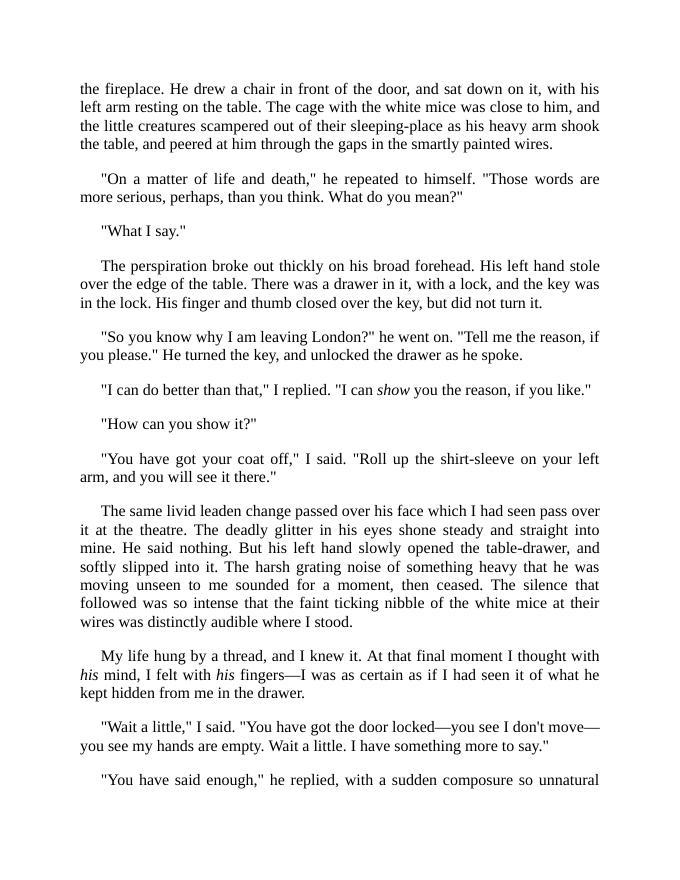 the fireplace. He drew a chair in front of the door, and sat down on it, with his
left arm resting on the table. The cage with the white mice was close to him, and
the little creatures scampered out of their sleeping-place as his heavy arm shook
the table, and peered at him through the gaps in the smartly painted wires.
"On a matter of life and death," he repeated to himself. "Those words are
more serious, perhaps, than you think. What do you mean?"
"What I say."
The perspiration broke out thickly on his broad forehead. His left hand stole
over the edge of the table. There was a drawer in it, with a lock, and the key was
in the lock. His finger and thumb closed over the key, but did not turn it.
"So you know why I am leaving London?" he went on. "Tell me the reason, if
you please." He turned the key, and unlocked the drawer as he spoke.
"I can do better than that," I replied. "I can show you the reason, if you like."
"How can you show it?"
"You have got your coat off," I said. "Roll up the shirt-sleeve on your left
arm, and you will see it there."
The same livid leaden change passed over his face which I had seen pass over
it at the theatre. The deadly glitter in his eyes shone steady and straight into
mine. He said nothing. But his left hand slowly opened the table-drawer, and
softly slipped into it. The harsh grating noise of something heavy that he was
moving unseen to me sounded for a moment, then ceased. The silence that
followed was so intense that the faint ticking nibble of the white mice at their
wires was distinctly audible where I stood.
My life hung by a thread, and I knew it. At that final moment I thought with
his mind, I felt with his fingers—I was as certain as if I had seen it of what he
kept hidden from me in the drawer.
"Wait a little," I said. "You have got the door locked—you see I don't move—
you see my hands are empty. Wait a little. I have something more to say."
"You have said enough," he replied, with a sudden composure so unnatural